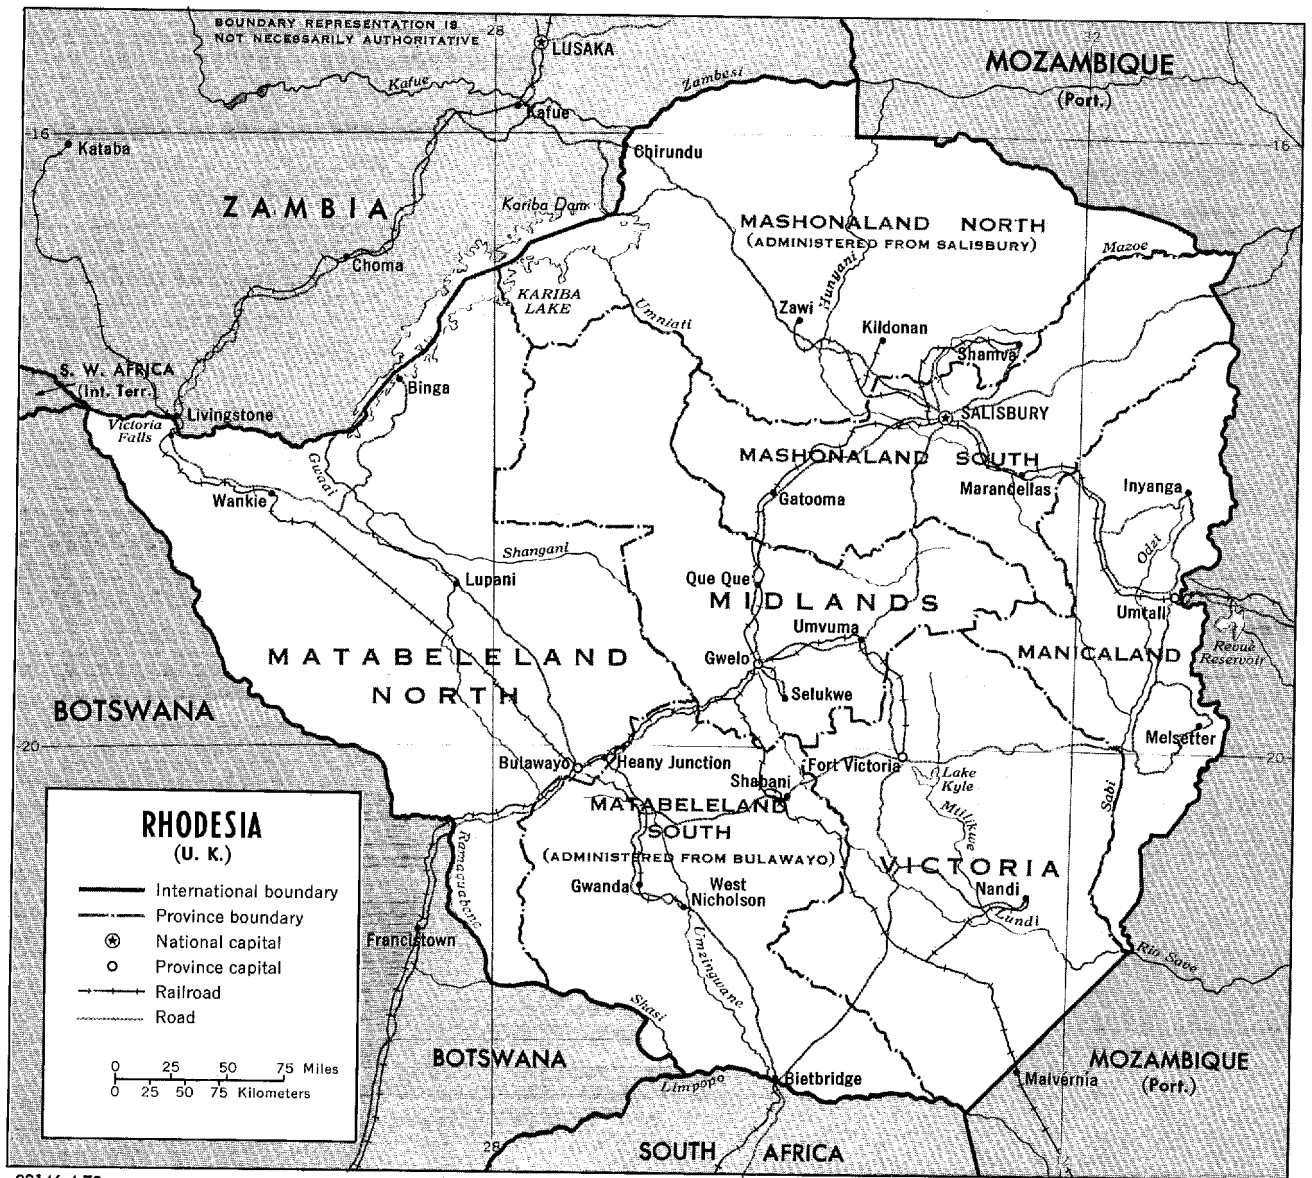 BOUNDARY REPRESENTATION IS
NOT NECESSARILY AUTHORITATIVE
28
LUSAKA
32
MOZAMBIQUE
(Port.)
Kafue
Zambesi
Kafue
16
16
Kataba
Chirundu
ZAMBIA
Kariba Dam
MASHONALAND NORTH
(ADMINISTERED FROM SALISBURY)
Mazoe
Choma
KARIBA
LAKE
Hunyani
Umniati
Zawi
Kildonan
Shamva
S. W. AFRICA
(Int. Terr.)
Binga
Livingstone
Victoria
Falls
SALISBURY
Gwaai
MASHONALAND SOUTH
Wankie
Gatooma
Marandellas
Inyanga
Odzi
Shangani
Lupani
Que Que
MIDLANDS
Umtali
Umvuma
Revue
Reservoir
MATABELELAND
NORTH
Gwelo
MANICALAND
Selukwe
BOTSWANA
Melsetter
20
20
Bulawayo
Heany Junction
Fort Victoria
Shabani
Lake
Kyle
Sabi
MATABELELAND
SOUTH
(ADMINISTERED FROM BULAWAYO)
Mtilikwe
VICTORIA
Gwanda
West
Nicholson
Nandi
Lundi
Francistown
Umzingwane
Rio Save
Shasi
BOTSWANA
Limpopo
Bietbridge
Malvernia
MOZAMBIQUE
(Port.)
28
SOUTH AFRICA
RHODESIA
(U. K.)
International boundary
Province boundary
National capital
Province capital
Railroad
Road
0 25 50 75 Miles
0 25 50 75 Kilometers